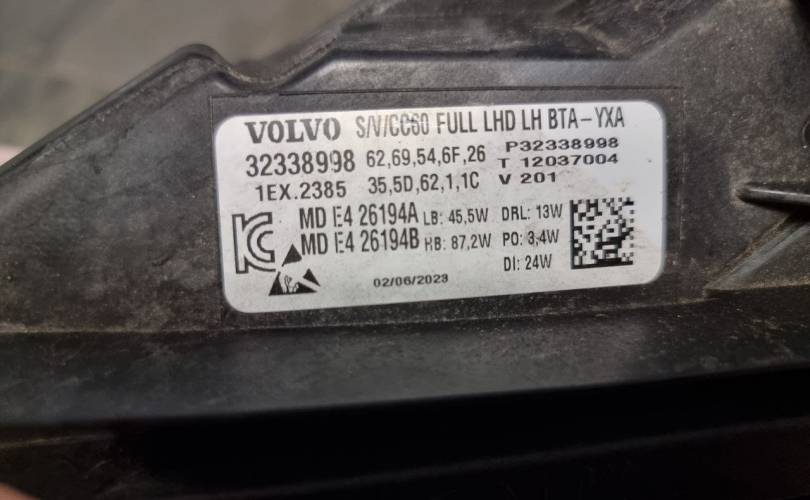 VOLVO S/V/CC60 FULL LHD LH BTA-YXA
32338998 62,69,54,6F,26 P32338998
T 12037004
1EX.2385 35,5D,62,1,1C V 201
MD E4 26194A LB: 45,5W DRL: 13W
MD E4 26194B HB: 87,2W PO: 3,4W
DI: 24W
02/06/2023